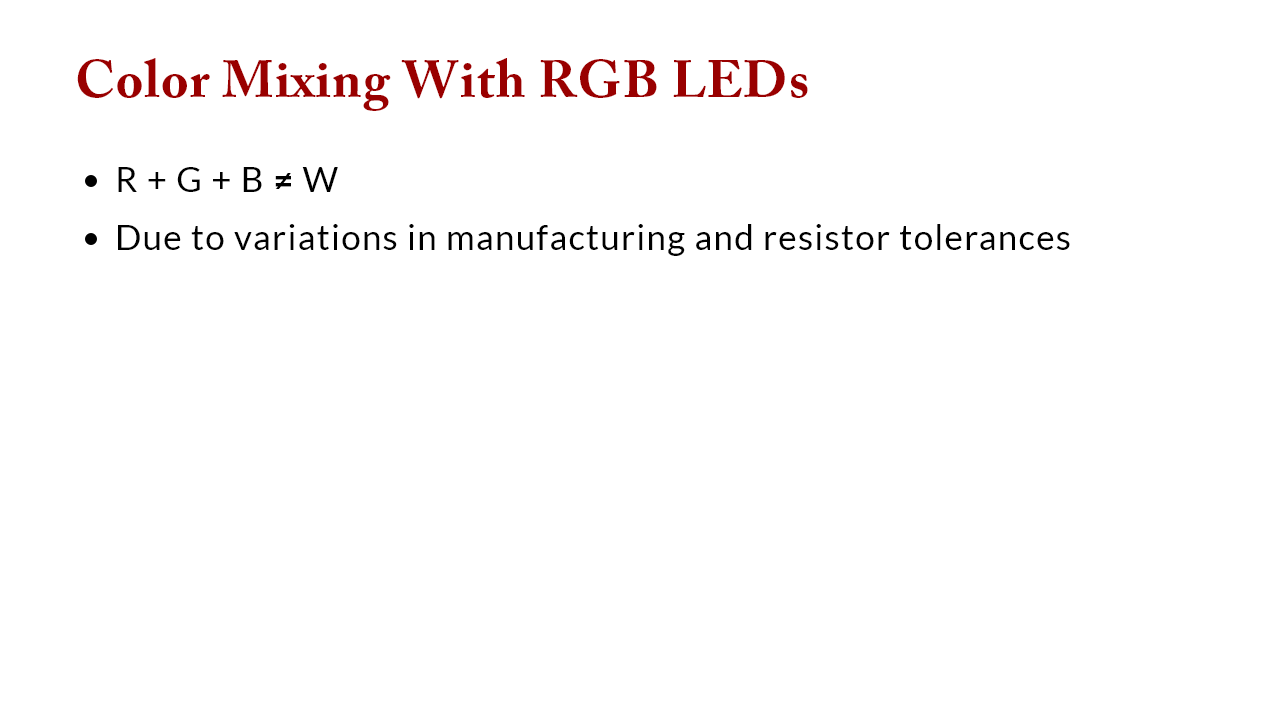 Color Mixing With RGB LEDs
• R + G + B ≠ W
• Due to variations in manufacturing and resistor tolerances